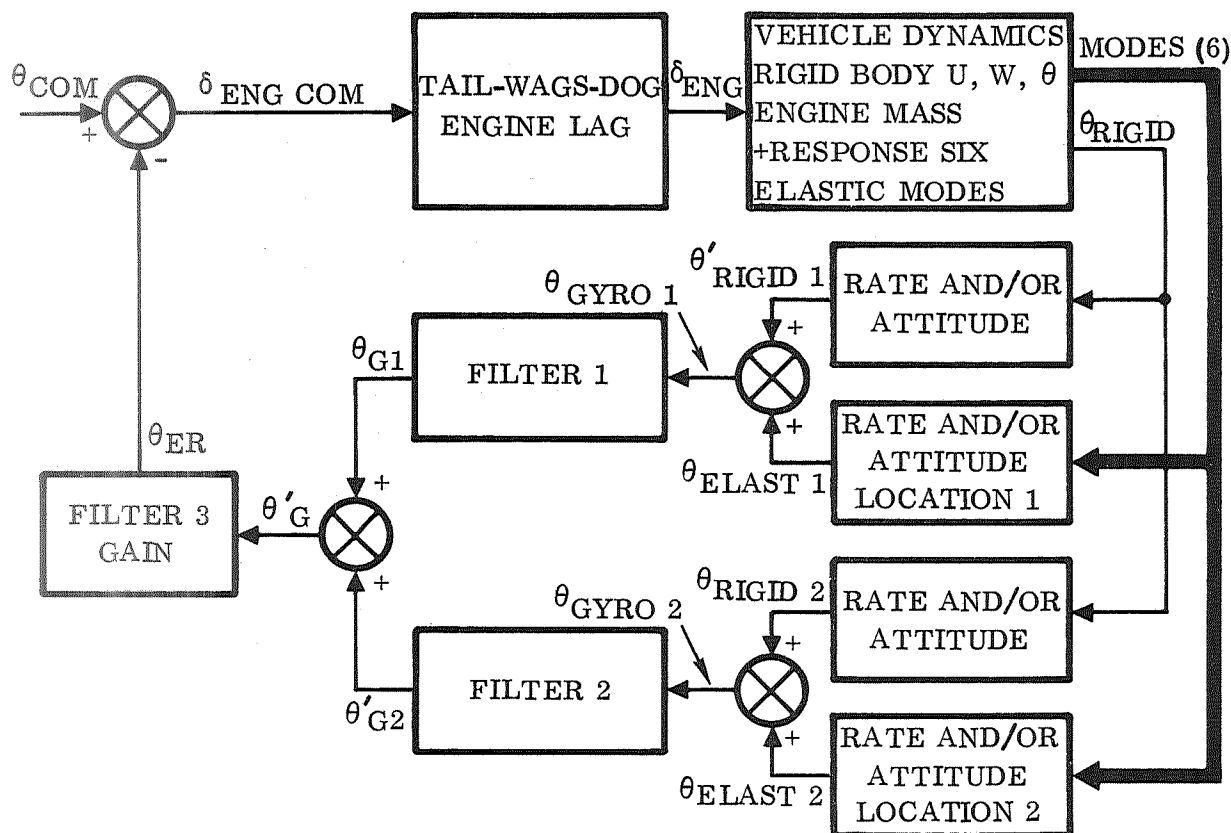 θCOM
+
-
δ ENG COM
TAIL-WAGS-DOG
ENGINE LAG
δENG
VEHICLE DYNAMICS
RIGID BODY U, W, θ
ENGINE MASS
+RESPONSE SIX
ELASTIC MODES
MODES (6)
θRIGID
θ'RIGID 1
RATE AND/OR
ATTITUDE
θGYRO 1
+
+
θG1
FILTER 1
θELAST 1
RATE AND/OR
ATTITUDE
LOCATION 1
θER
FILTER 3
GAIN
θ'G
+
+
θRIGID 2
RATE AND/OR
ATTITUDE
θGYRO 2
+
+
FILTER 2
θ'G2
θELAST 2
RATE AND/OR
ATTITUDE
LOCATION 2